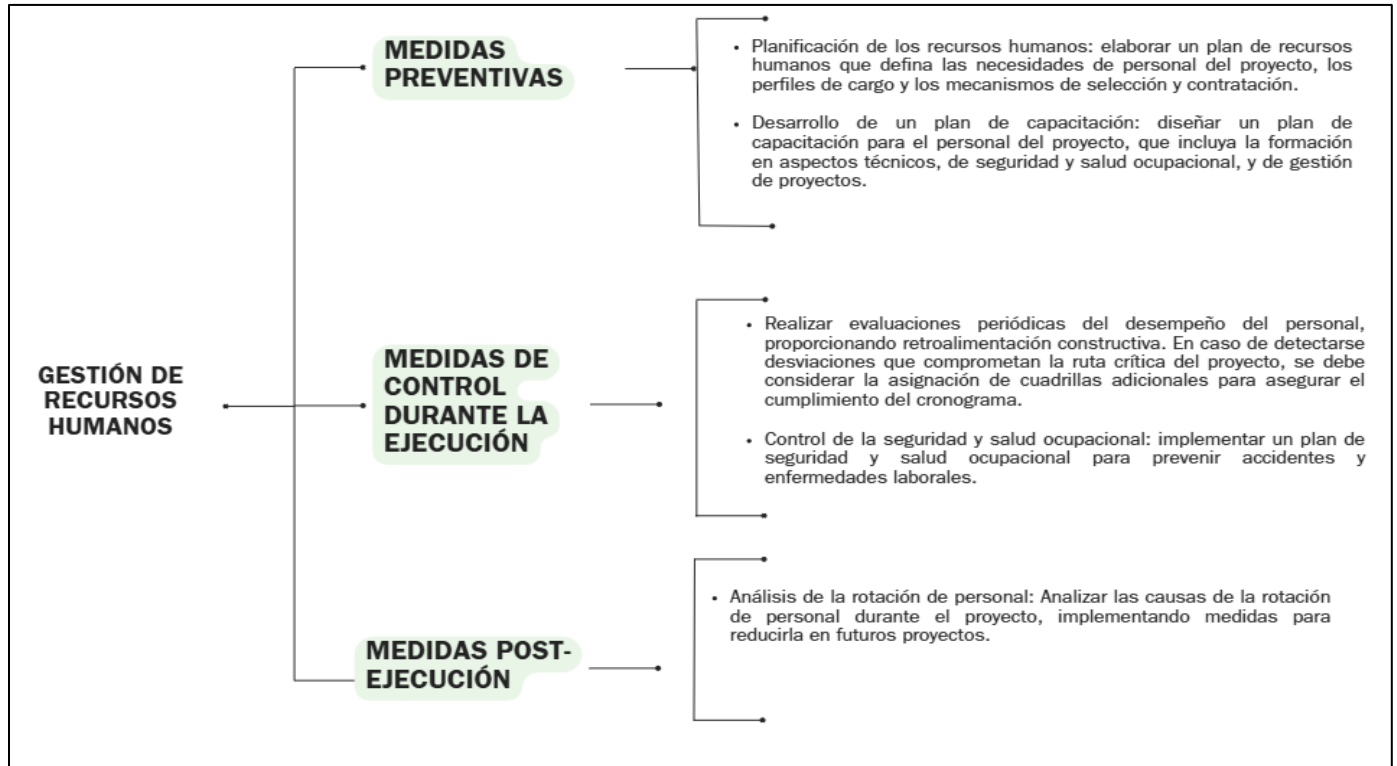 GESTIÓN DE
RECURSOS
HUMANOS
MEDIDAS
PREVENTIVAS
• Planificación de los recursos humanos: elaborar un plan de recursos
humanos que defina las necesidades de personal del proyecto, los
perfiles de cargo y los mecanismos de selección y contratación.
• Desarrollo de un plan de capacitación: diseñar un plan de
capacitación para el personal del proyecto, que incluya la formación
en aspectos técnicos, de seguridad y salud ocupacional, y de gestión
de proyectos.
MEDIDAS DE
CONTROL
DURANTE LA
EJECUCIÓN
• Realizar evaluaciones periódicas del desempeño del personal,
proporcionando retroalimentación constructiva. En caso de detectarse
desviaciones que comprometan la ruta crítica del proyecto, se debe
considerar la asignación de cuadrillas adicionales para asegurar el
cumplimiento del cronograma.
• Control de la seguridad y salud ocupacional: implementar un plan de
seguridad y salud ocupacional para prevenir accidentes y
enfermedades laborales.
MEDIDAS POST-
EJECUCIÓN
• Análisis de la rotación de personal: Analizar las causas de la rotación
de personal durante el proyecto, implementando medidas para
reducirla en futuros proyectos.